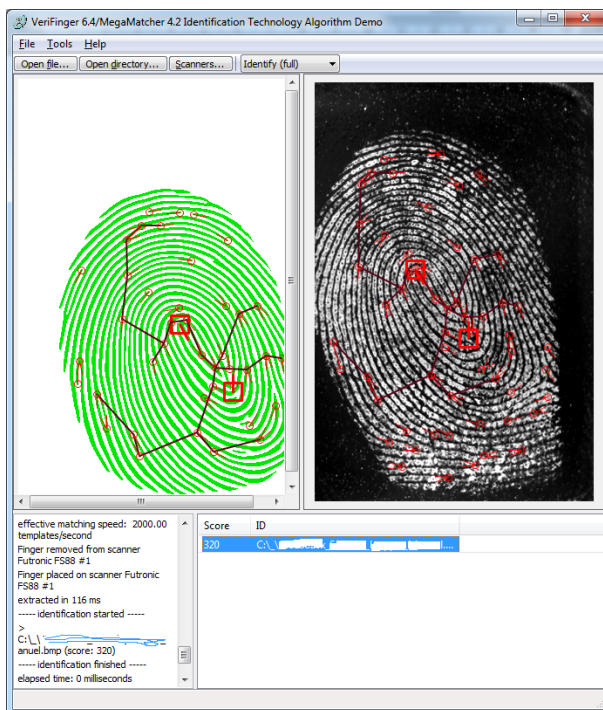 VeriFinger 6.4/MegaMatcher 4.2 Identification Technology Algorithm Demo
File Tools Help
Open file... Open directory... Scanners... Identify (full)
effective matching speed: 2000.00
templates/second
Finger removed from scanner
Futronic FS88 #1
Finger placed on scanner Futronic
FS88 #1
extracted in 116 ms
----- identification started -----
>
C:\_\
anuel.bmp (score: 320)
----- identification finished -----
elapsed time: 0 milliseconds
Score ID
320 C:\_\